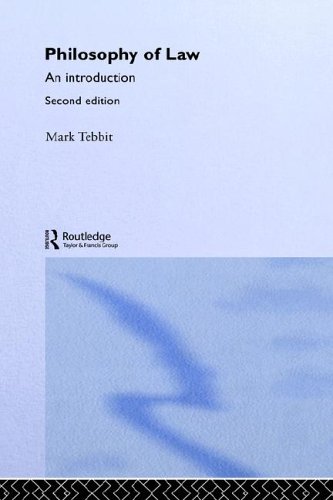 Philosophy of Law
An introduction
Second edition
Mark Tebbit
Routledge
Taylor & Francis Group